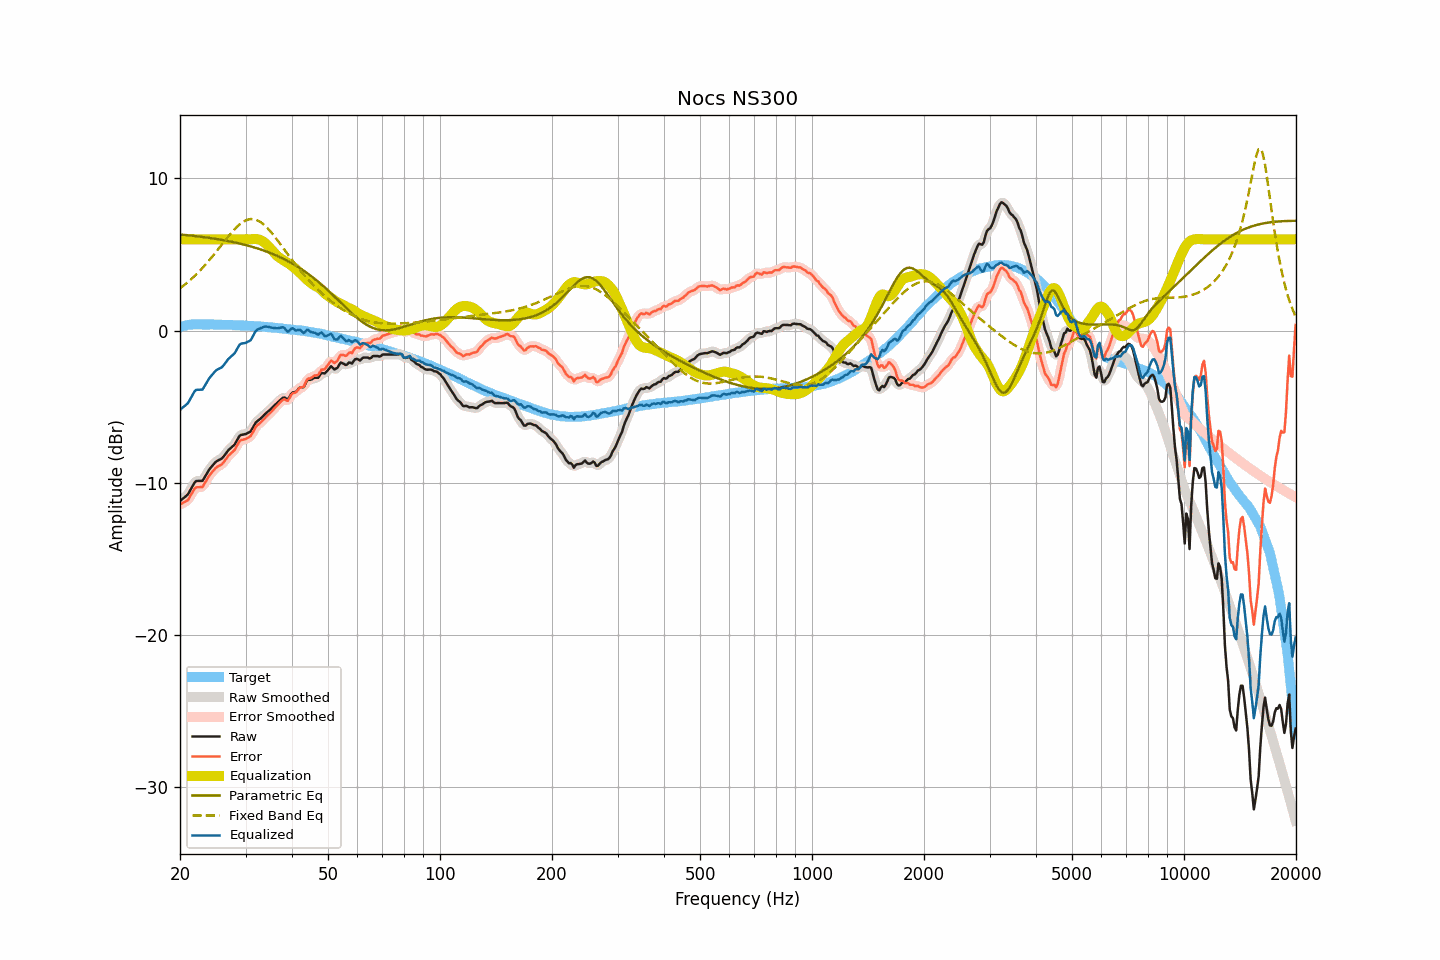 Nocs NS300
Amplitude (dBr)
10
0
−10
−20
−30
Target
Raw Smoothed
Error Smoothed
Raw
Error
Equalization
Parametric Eq
Fixed Band Eq
Equalized
20 50 100 200 500 1000 2000 5000 10000 20000
Frequency (Hz)